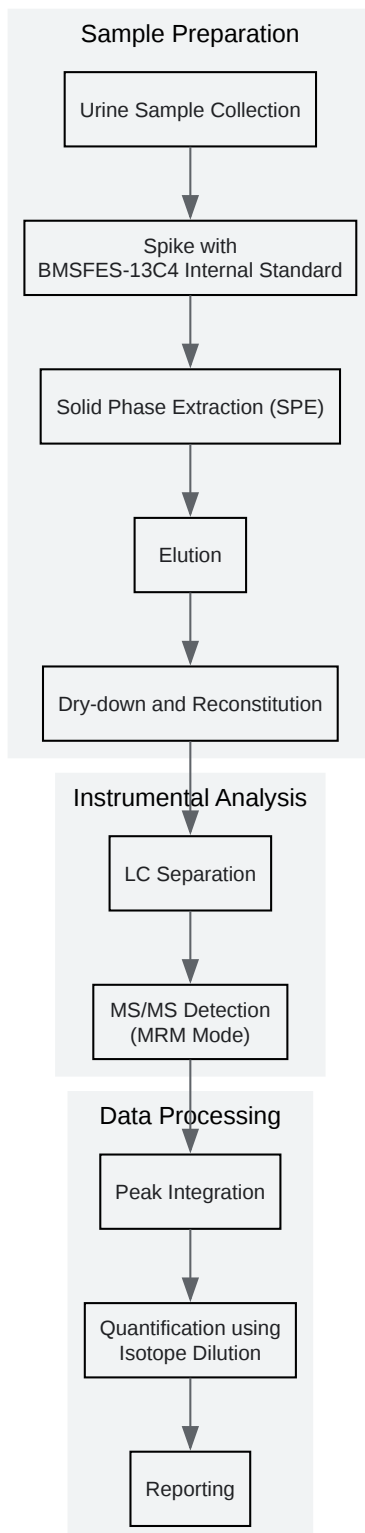 Sample Preparation
Urine Sample Collection
Spike with
BMSFES-13C4 Internal Standard
Solid Phase Extraction (SPE)
Elution
Dry-down and Reconstitution
Instrumental Analysis
LC Separation
MS/MS Detection
(MRM Mode)
Data Processing
Peak Integration
Quantification using
Isotope Dilution
Reporting